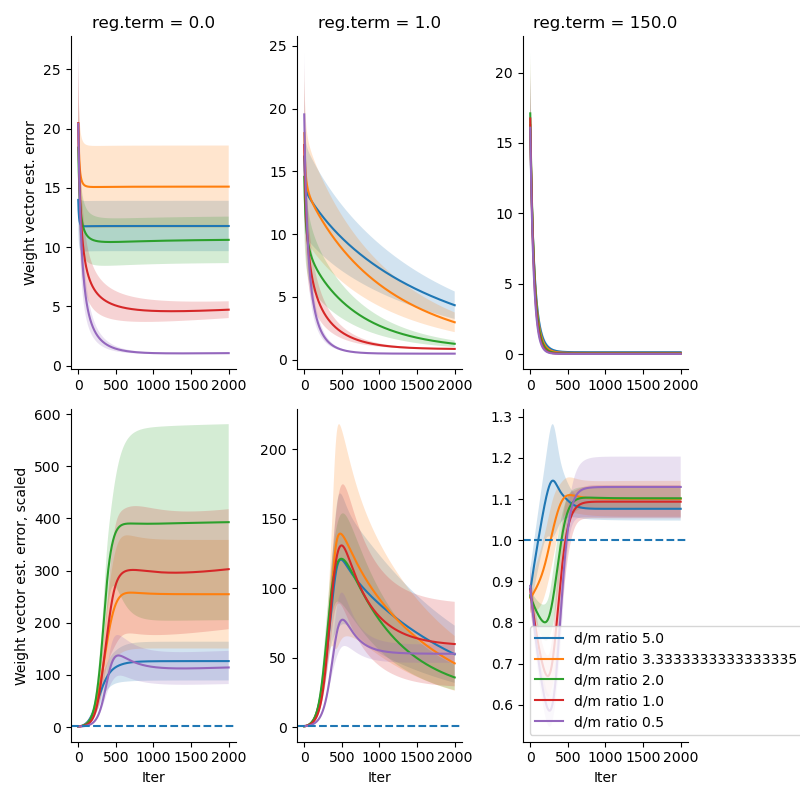 reg.term = 0.0
reg.term = 1.0
reg.term = 150.0
Weight vector est. error
25
20
15
10
5
0
0 500 1000 1500 2000
25
20
15
10
5
0
0 500 1000 1500 2000
20
15
10
5
0
0 500 1000 1500 2000
Weight vector est. error, scaled
600
500
400
300
200
100
0
0 500 1000 1500 2000
Iter
200
150
100
50
0
0 500 1000 1500 2000
Iter
1.3
1.2
1.1
1.0
0.9
0.8
0.7
0.6
d/m ratio 5.0
d/m ratio 3.3333333333333335
d/m ratio 2.0
d/m ratio 1.0
d/m ratio 0.5
0 500 1000 1500 2000
Iter